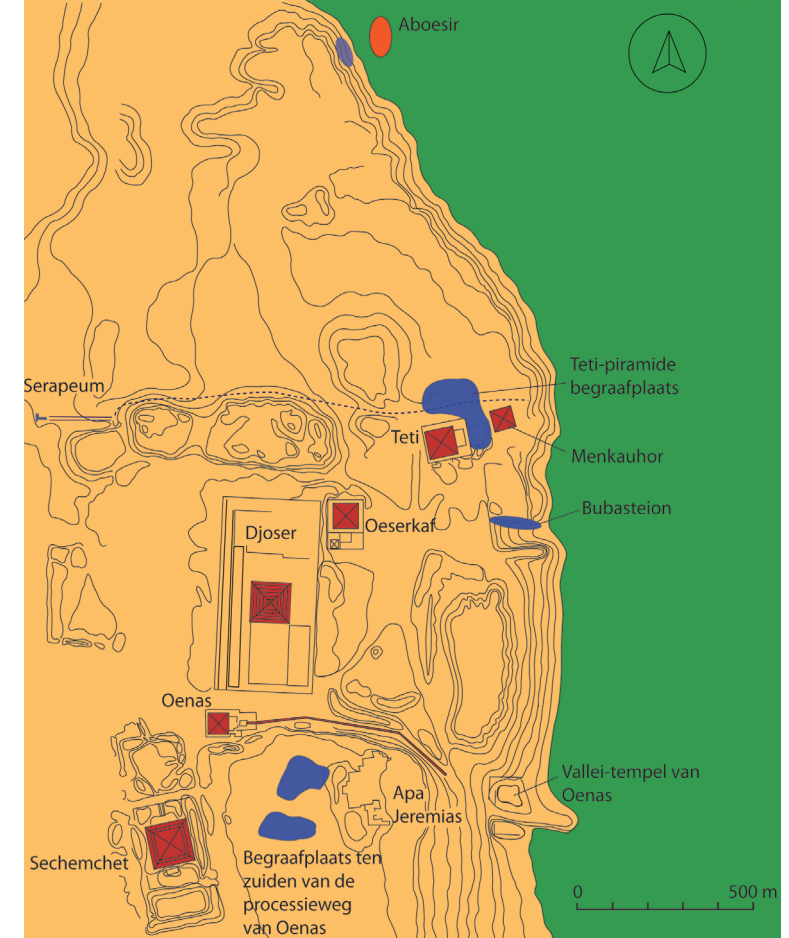 Aboesir
Teti-piramide
begraafplaats
Serapeum
Teti
Menkauhor
Bubasteion
Djoser
Oeserkaf
Oenas
Vallei-tempel van
Oenas
Apa
Jeremias
Sechemchet
Begraafplaats ten
zuiden van de
processieweg
van Oenas
0
500 m